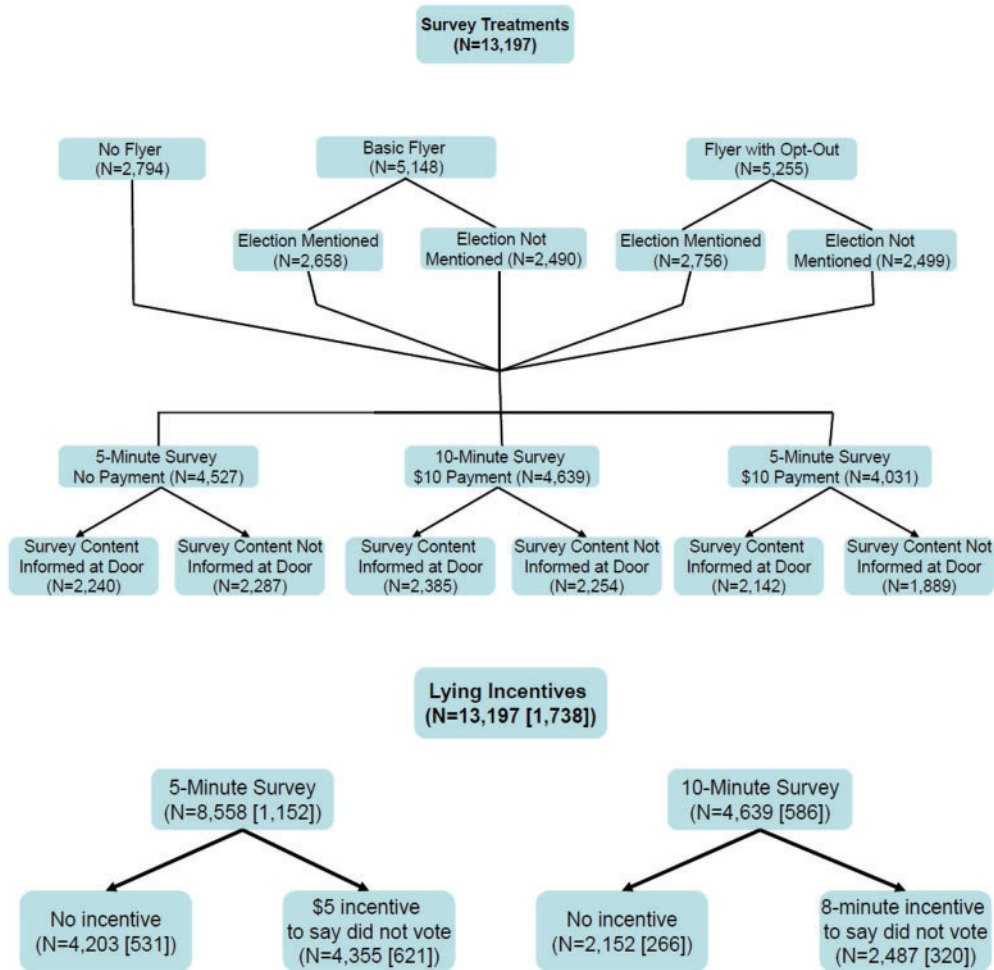 Survey Treatments
(N=13,197)
No Flyer
(N=2,794)
Basic Flyer
(N=5,148)
Flyer with Opt-Out
(N=5,255)
Election Mentioned
(N=2,658)
Election Not
Mentioned (N=2,490)
Election Mentioned
(N=2,756)
Election Not
Mentioned (N=2,499)
5-Minute Survey
No Payment (N=4,527)
10-Minute Survey
$10 Payment (N=4,639)
5-Minute Survey
$10 Payment (N=4,031)
Survey Content
Informed at Door
(N=2,240)
Survey Content Not
Informed at Door
(N=2,287)
Survey Content
Informed at Door
(N=2,385)
Survey Content Not
Informed at Door
(N=2,254)
Survey Content
Informed at Door
(N=2,142)
Survey Content Not
Informed at Door
(N=1,889)
Lying Incentives
(N=13,197 [1,738])
5-Minute Survey
(N=8,558 [1,152])
10-Minute Survey
(N=4,639 [586])
No incentive
(N=4,203 [531])
$5 incentive
to say did not vote
(N=4,355 [621])
No incentive
(N=2,152 [266])
8-minute incentive
to say did not vote
(N=2,487 [320])